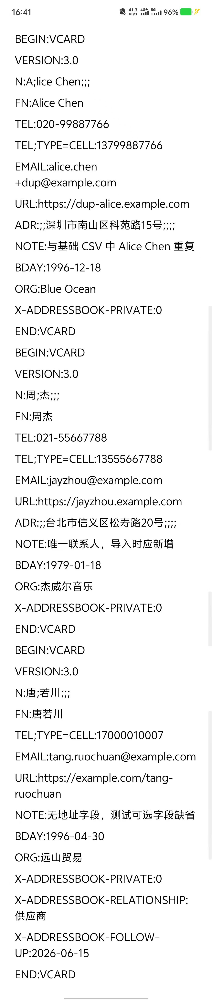 16:41
41.3 KB/s 4G+ 5G 96%
BEGIN:VCARD
VERSION:3.0
N:A;lice Chen;;;
FN:Alice Chen
TEL:020-99887766
TEL;TYPE=CELL:13799887766
EMAIL:alice.chen
+dup@example.com
URL:https://dup-alice.example.com
ADR:;;深圳市南山区科苑路15号;;;;
NOTE:与基础 CSV 中 Alice Chen 重复
BDAY:1996-12-18
ORG:Blue Ocean
X-ADDRESSBOOK-PRIVATE:0
END:VCARD
BEGIN:VCARD
VERSION:3.0
N:周;杰;;;
FN:周杰
TEL:021-55667788
TEL;TYPE=CELL:13555667788
EMAIL:jayzhou@example.com
URL:https://jayzhou.example.com
ADR:;;台北市信义区松寿路20号;;;;
NOTE:唯一联系人，导入时应新增
BDAY:1979-01-18
ORG:杰威尔音乐
X-ADDRESSBOOK-PRIVATE:0
END:VCARD
BEGIN:VCARD
VERSION:3.0
N:唐;若川;;;
FN:唐若川
TEL;TYPE=CELL:17000010007
EMAIL:tang.ruochuan@example.com
URL:https://example.com/tang-
ruochuan
NOTE:无地址字段，测试可选字段缺省
BDAY:1996-04-30
ORG:远山贸易
X-ADDRESSBOOK-PRIVATE:0
X-ADDRESSBOOK-RELATIONSHIP:
供应商
X-ADDRESSBOOK-FOLLOW-
UP:2026-06-15
END:VCARD